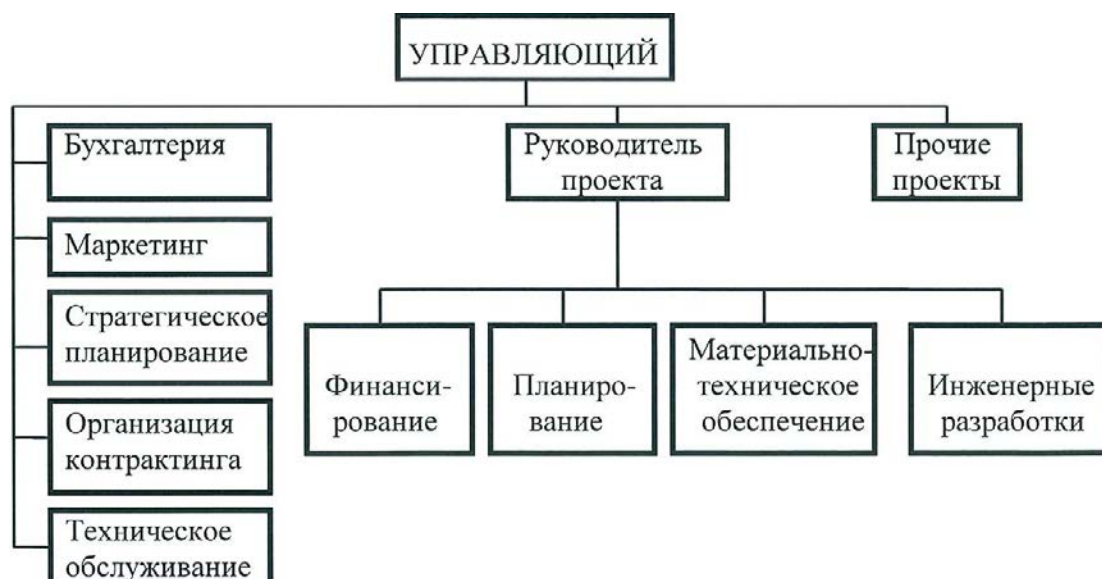 УПРАВЛЯЮЩИЙ
Бухгалтерия
Маркетинг
Стратегическое
планирование
Организация
контрактинга
Техническое
обслуживание
Руководитель
проекта
Прочие
проекты
Финанси-
рование
Планиро-
вание
Материально-
техническое
обеспечение
Инженерные
разработки